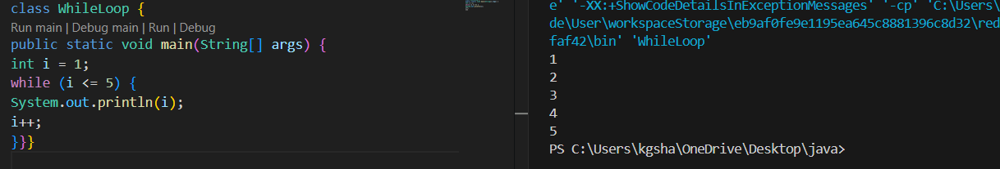 class WhileLoop {
Run main | Debug main | Run | Debug
public static void main(String[] args) {
int i = 1;
while (i <= 5) {
System.out.println(i);
i++;
}}}
e' '-XX:+ShowCodeDetailsInExceptionMessages' '-cp' 'C:\Users\
de\User\workspaceStorage\eb9af0fe9e1195ea645c8881396c8d32\red
faf42\bin' 'WhileLoop'
1
2
3
4
5
PS C:\Users\kgsha\OneDrive\Desktop\java>